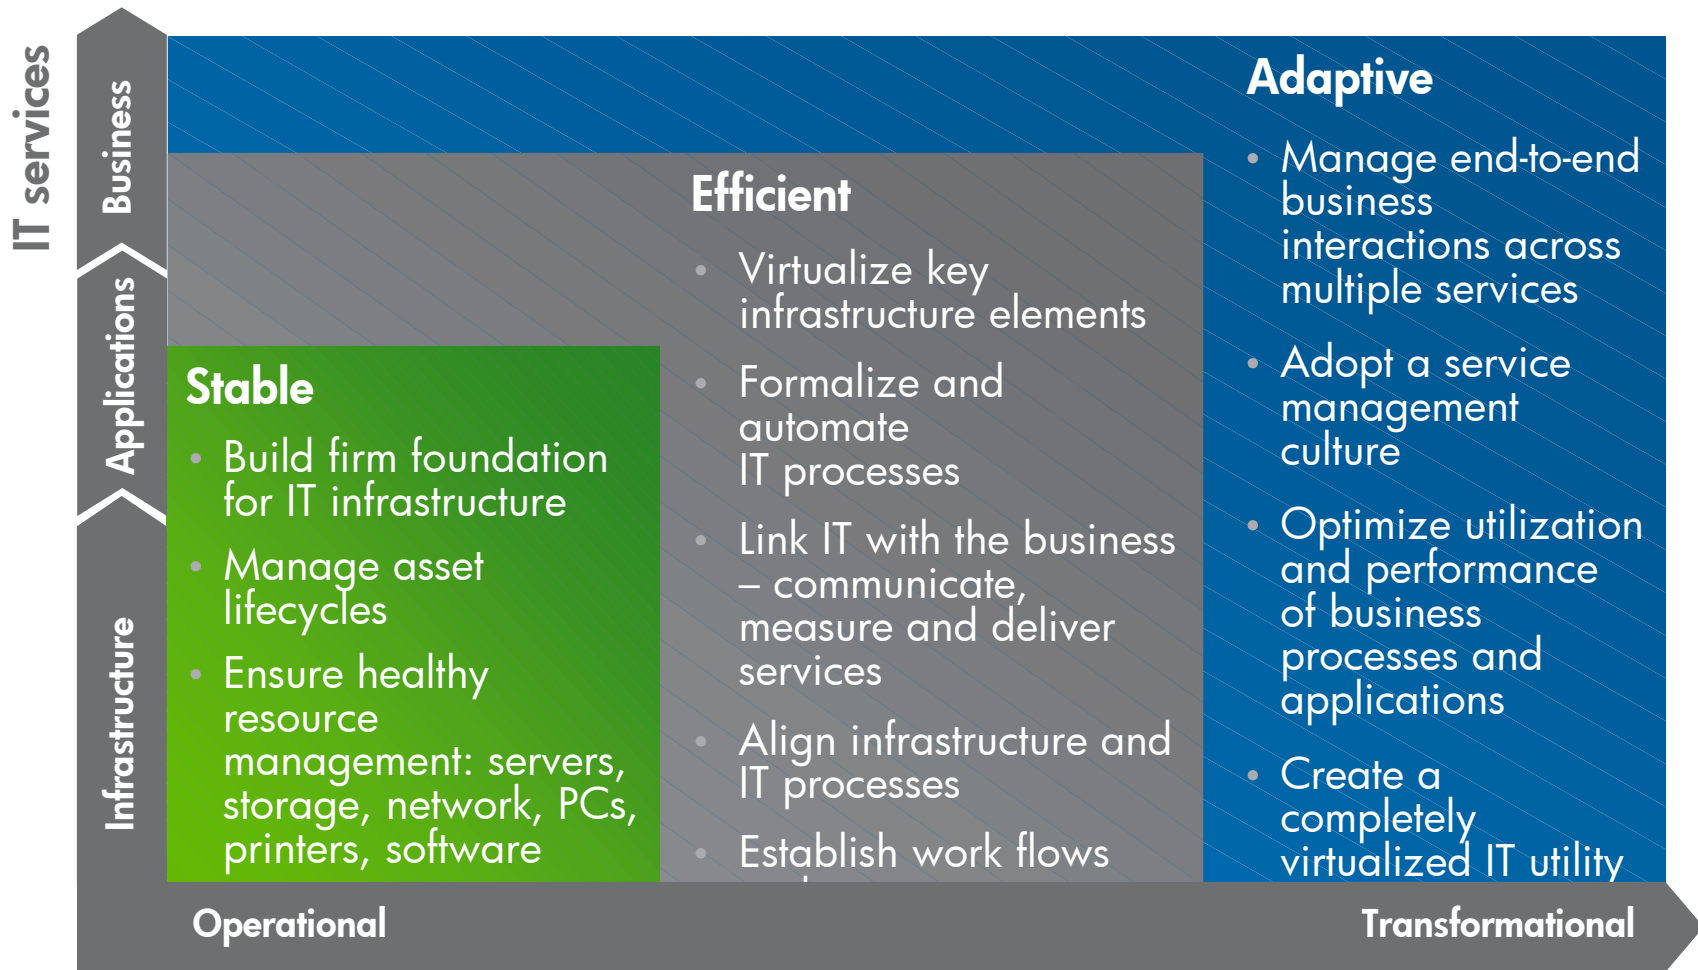 IT services
Business
Applications
Infrastructure
Stable
• Build firm foundation
for IT infrastructure
• Manage asset
lifecycles
• Ensure healthy
resource
management: servers,
storage, network, PCs,
printers, software
Efficient
• Virtualize key
infrastructure elements
• Formalize and
automate
IT processes
• Link IT with the business
– communicate,
measure and deliver
services
• Align infrastructure and
IT processes
• Establish work flows
Adaptive
• Manage end-to-end
business
interactions across
multiple services
• Adopt a service
management
culture
• Optimize utilization
and performance
of business
processes and
applications
• Create a
completely
virtualized IT utility
Operational
Transformational